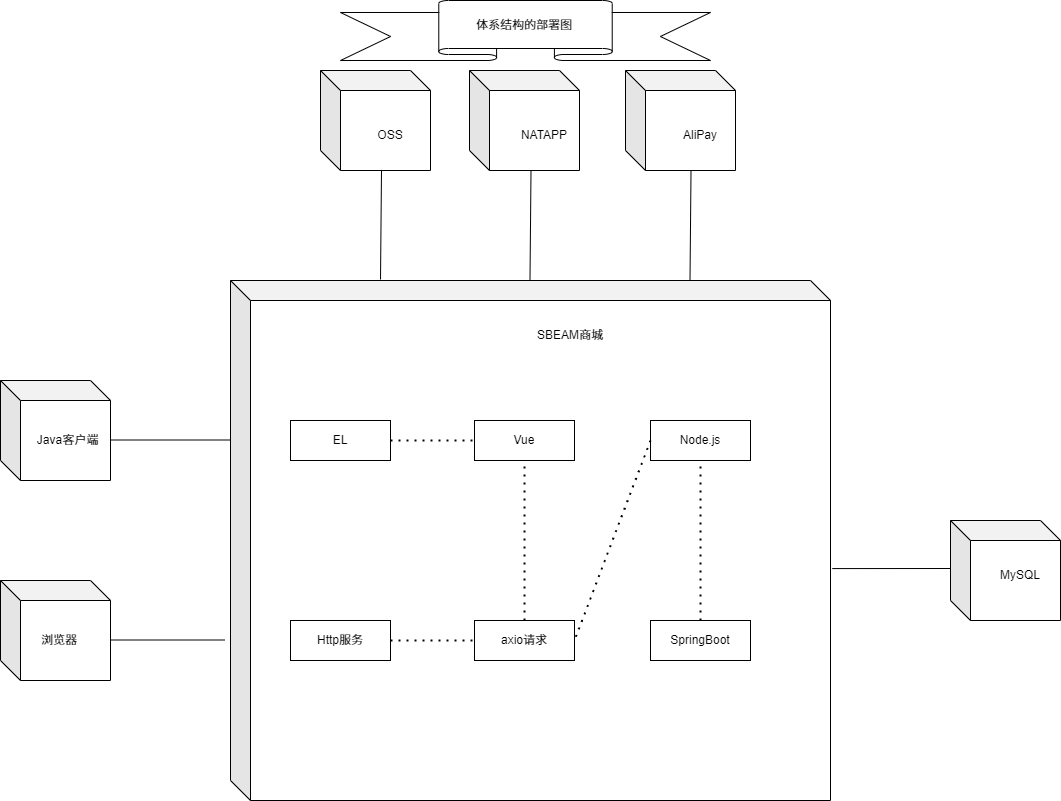 体系结构的部署图
OSS
NATAPP
AliPay
SBEAM商城
Java客户端
EL
Vue
Node.js
MySQL
浏览器
Http服务
axio请求
SpringBoot